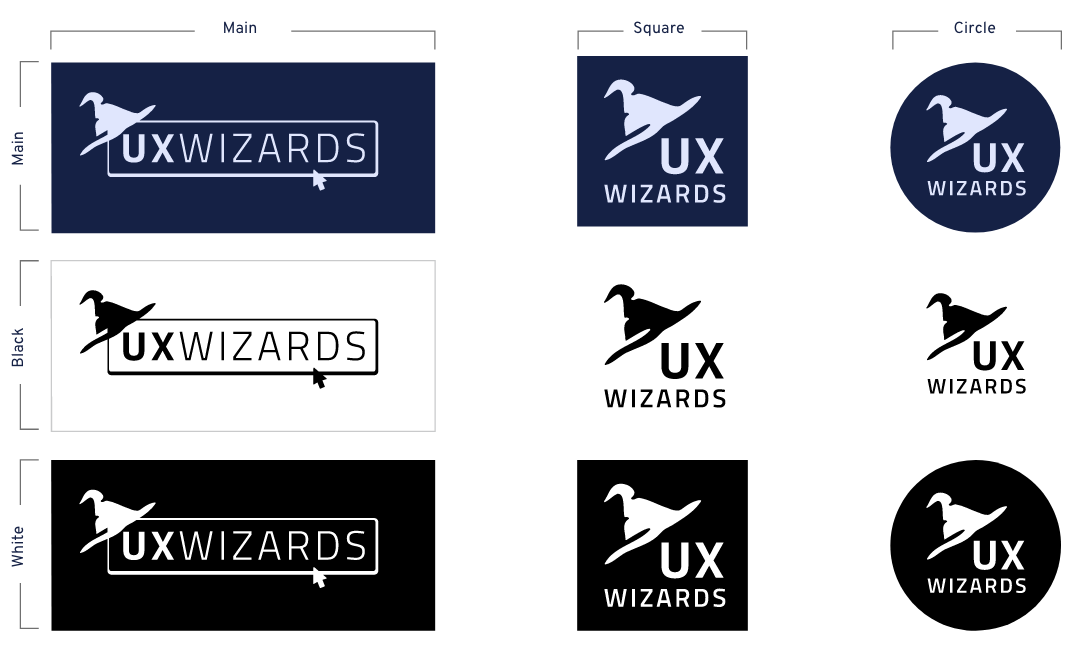 Main
Square
Circle
Main
UXWIZARDS
UX
WIZARDS
UX
WIZARDS
Black
UXWIZARDS
UX
WIZARDS
UX
WIZARDS
White
UXWIZARDS
UX
WIZARDS
UX
WIZARDS